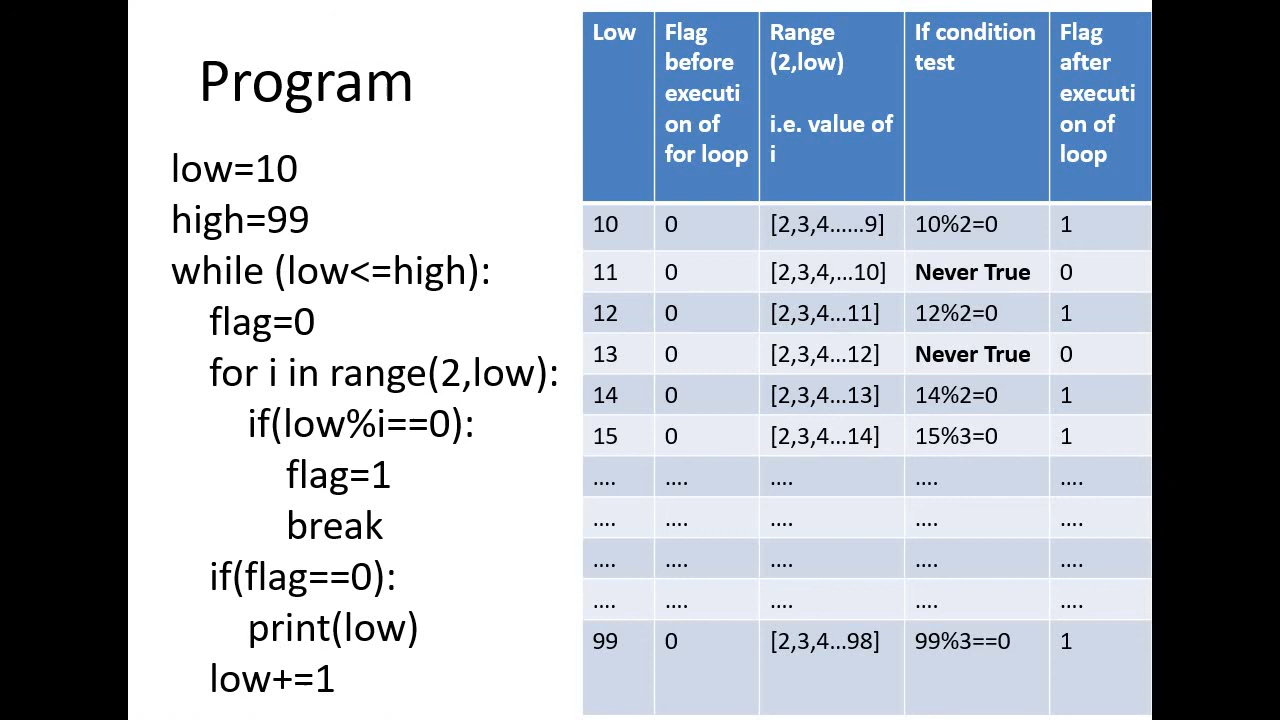 Program
low=10
high=99
while (low<=high):
flag=0
for i in range(2,low):
if(low%i==0):
flag=1
break
if(flag==0):
print(low)
low+=1
Low
Flag
before
executi
on of
for loop
Range
(2,low)
i.e. value of
i
If condition
test
Flag
after
executi
on of
loop
10 0 [2,3,4......9] 10%2=0 1
11 0 [2,3,4,...10] Never True 0
12 0 [2,3,4...11] 12%2=0 1
13 0 [2,3,4...12] Never True 0
14 0 [2,3,4...13] 14%2=0 1
15 0 [2,3,4...14] 15%3=0 1
.... .... .... .... ....
.... .... .... .... ....
.... .... .... .... ....
.... .... .... .... ....
99 0 [2,3,4...98] 99%3==0 1